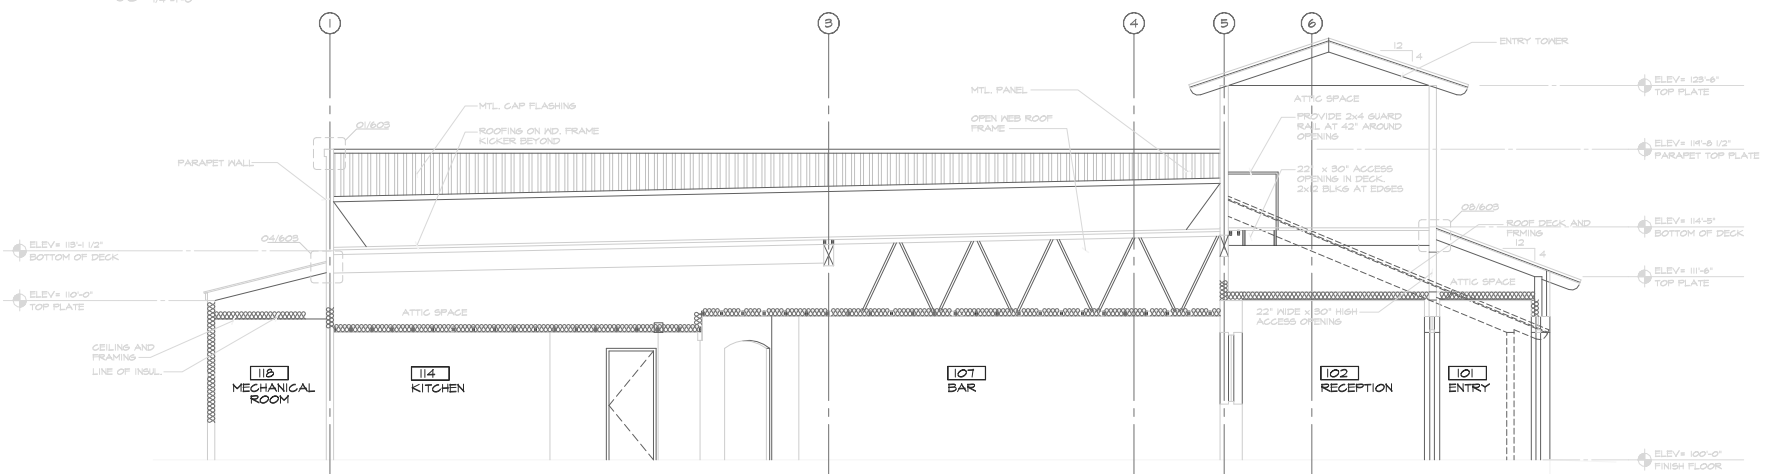 1
3
4
5
6
ENTRY TOWER
12
4
ELEV= 123'-6"
TOP PLATE
MTL. CAP FLASHING
MTL. PANEL
ATTIC SPACE
01/603
ROOFING ON WD. FRAME
KICKER BEYOND
OPEN WEB ROOF
FRAME
PROVIDE 2x4 GUARD
RAIL AT 42" AROUND
OPENING
PARAPET WALL
ELEV= 119'-8 1/2"
PARAPET TOP PLATE
22" x 30" ACCESS
OPENING IN DECK.
2x12 BLKG AT EDGES
08/603
04/603
ROOF DECK AND
FRMING
12
4
ELEV= 114'-5"
BOTTOM OF DECK
ELEV= 113'-1 1/2"
BOTTOM OF DECK
ELEV= 111'-6"
TOP PLATE
ATTIC SPACE
ELEV= 110'-0"
TOP PLATE
ATTIC SPACE
22" WIDE x 30" HIGH
ACCESS OPENING
CEILING AND
FRAMING
LINE OF INSUL.
118
MECHANICAL
ROOM
114
KITCHEN
107
BAR
102
RECEPTION
101
ENTRY
ELEV= 100'-0"
FINISH FLOOR